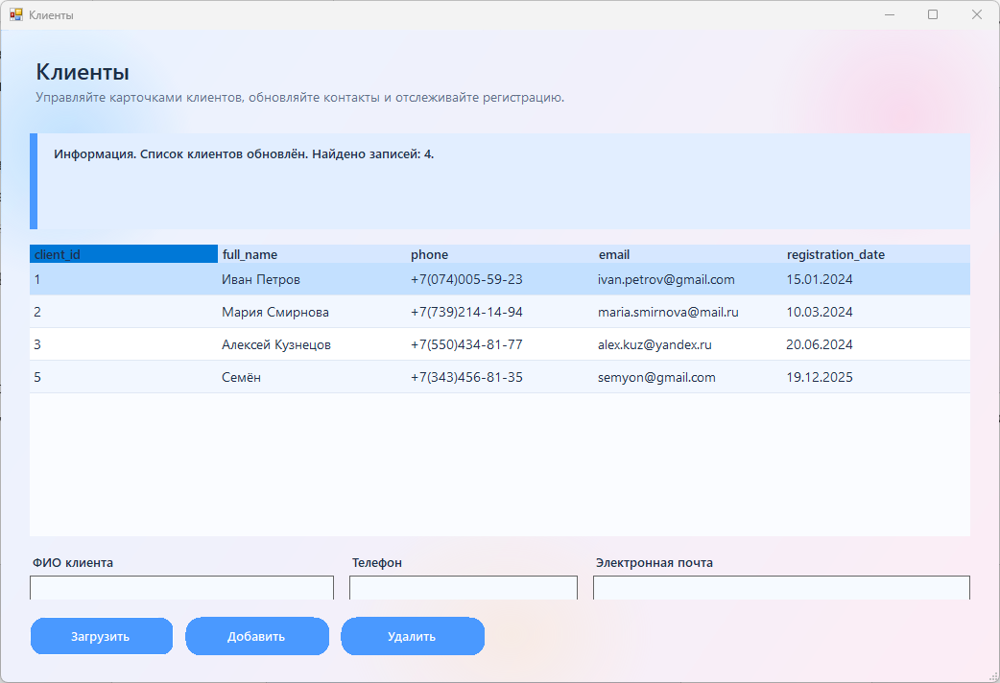 Клиенты
Клиенты
Управляйте карточками клиентов, обновляйте контакты и отслеживайте регистрацию.
Информация. Список клиентов обновлён. Найдено записей: 4.
client_id full_name phone email registration_date
1 Иван Петров +7(074)005-59-23 ivan.petrov@gmail.com 15.01.2024
2 Мария Смирнова +7(739)214-14-94 maria.smirnova@mail.ru 10.03.2024
3 Алексей Кузнецов +7(550)434-81-77 alex.kuz@yandex.ru 20.06.2024
5 Семён +7(343)456-81-35 semyon@gmail.com 19.12.2025
ФИО клиента Телефон Электронная почта
Загрузить Добавить Удалить